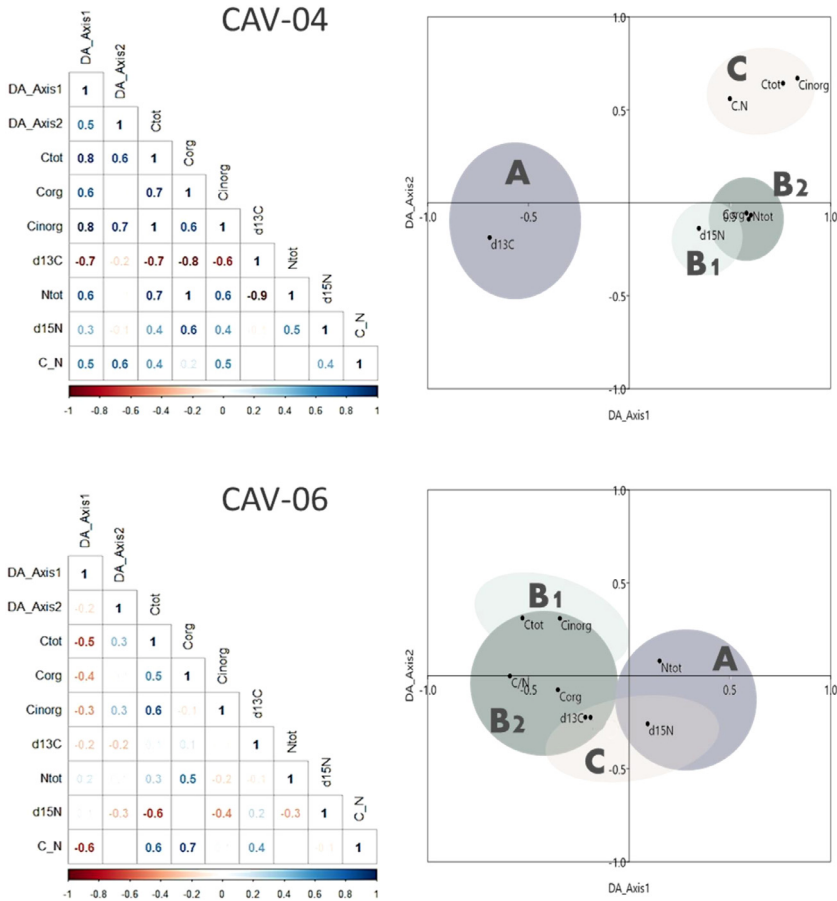 CAV-04
DA_Axis1
DA_Axis2
Ctot
Corg
Cinorg
d13C
Ntot
d15N
C_N
DA_Axis1 1
DA_Axis2 0.5 1
Ctot 0.8 0.6 1
Corg 0.6 0.7 1
Cinorg 0.8 0.7 1 0.6 1
d13C -0.7 -0.2 -0.7 -0.8 -0.6 1
Ntot 0.6 0.7 1 0.6 -0.9 1
d15N 0.3 -0.1 0.4 0.6 0.4 0.5 1
C_N 0.5 0.6 0.4 0.2 0.5 0.4 1
-1 -0.8 -0.6 -0.4 -0.2 0 0.2 0.4 0.6 0.8 1
1.0
C
Ctot Cinorg
0.5
C.N
A
B2
DA_Axis2
-1.0 -0.5 0.5 1.0
Corg Ntot
d15N
d13C
B1
-0.5
-1.0
DA_Axis1
CAV-06
DA_Axis1
DA_Axis2
Ctot
Corg
Cinorg
d13C
Ntot
d15N
C_N
DA_Axis1 1
DA_Axis2 -0.2 1
Ctot -0.5 0.3 1
Corg -0.4 0.5 1
Cinorg -0.3 0.3 0.6 -0.1 1
d13C -0.2 -0.2 0.1 0.1 1
Ntot 0.2 0.3 0.5 -0.2 1
d15N -0.3 -0.6 -0.4 0.2 -0.3 1
C_N -0.6 0.6 0.7 0.4 1
-1 -0.8 -0.6 -0.4 -0.2 0 0.2 0.4 0.6 0.8 1
1.0
0.5
B1
Ctot Cinorg
Ntot A
DA_Axis2
-1.0 C/N -0.5 0.5 1.0
Corg
B2 d13C d15N
C
-0.5
-1.0
DA_Axis1